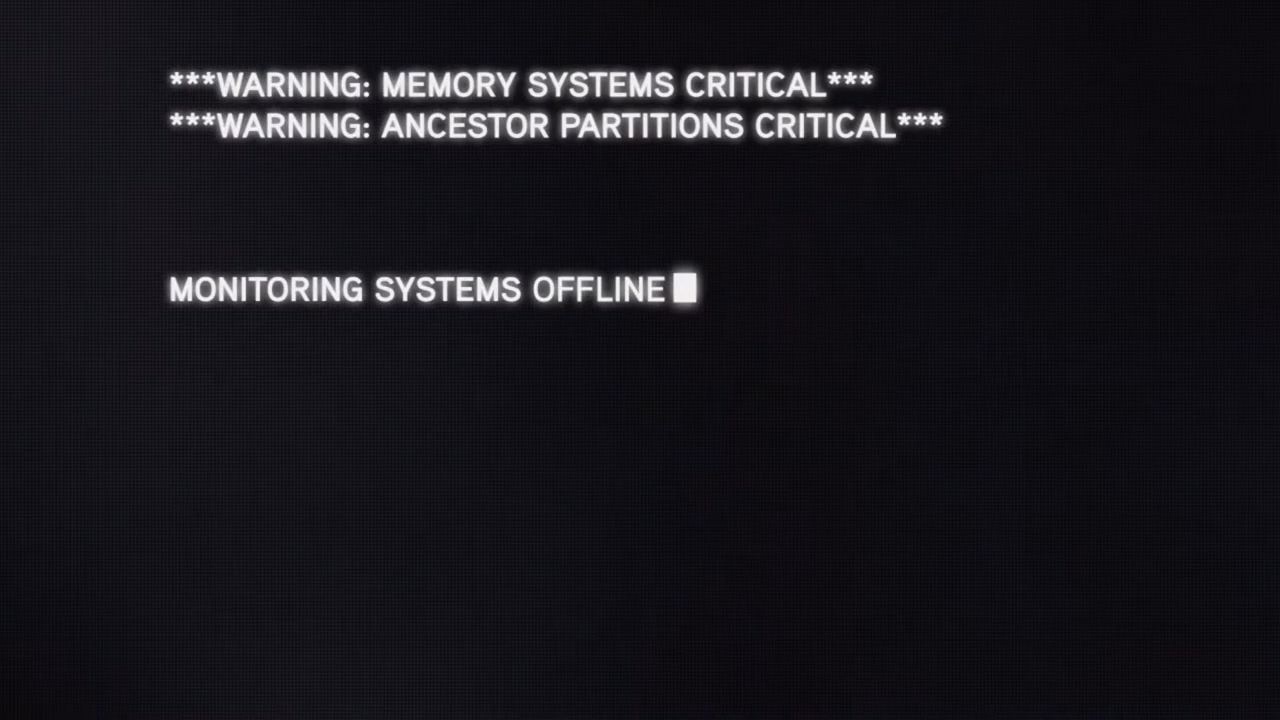 ***WARNING: MEMORY SYSTEMS CRITICAL***
***WARNING: ANCESTOR PARTITIONS CRITICAL***
MONITORING SYSTEMS OFFLINE